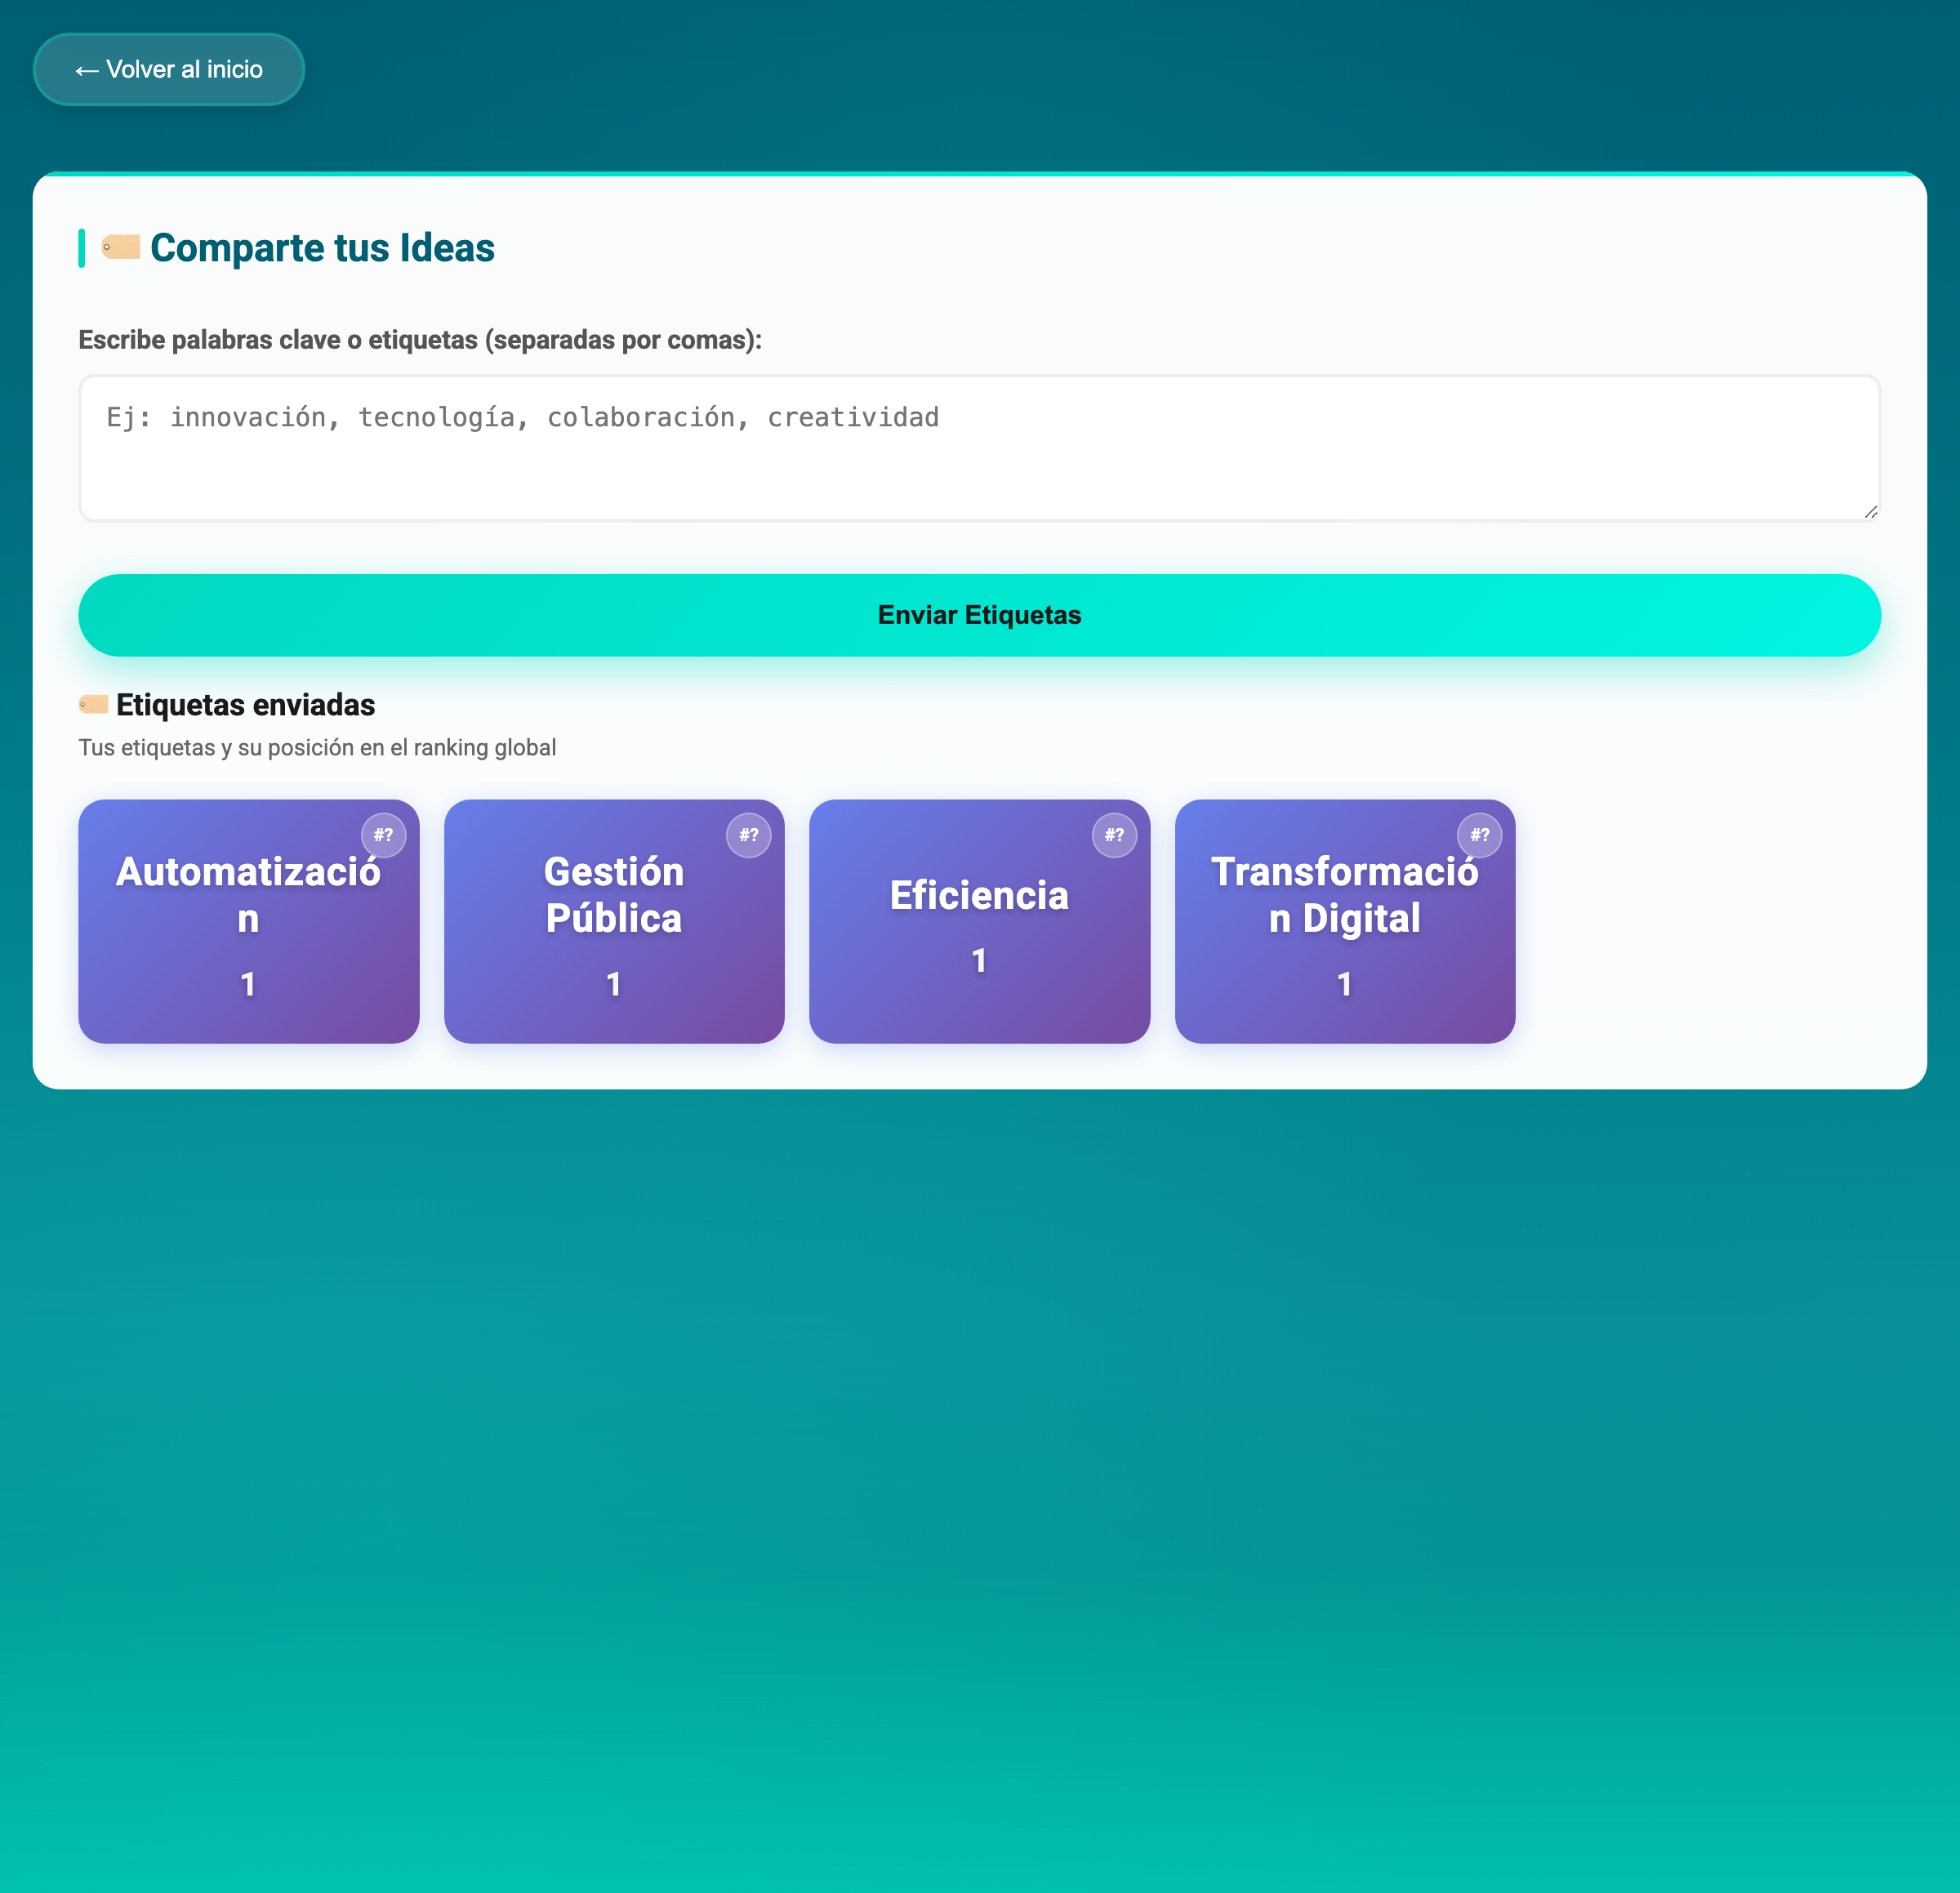 ← Volver al inicio
Comparte tus Ideas
Escribe palabras clave o etiquetas (separadas por comas):
Ej: innovación, tecnología, colaboración, creatividad
Enviar Etiquetas
Etiquetas enviadas
Tus etiquetas y su posición en el ranking global
#?
Automatizació
n
1
#?
Gestión
Pública
1
#?
Eficiencia
1
#?
Transformació
n Digital
1